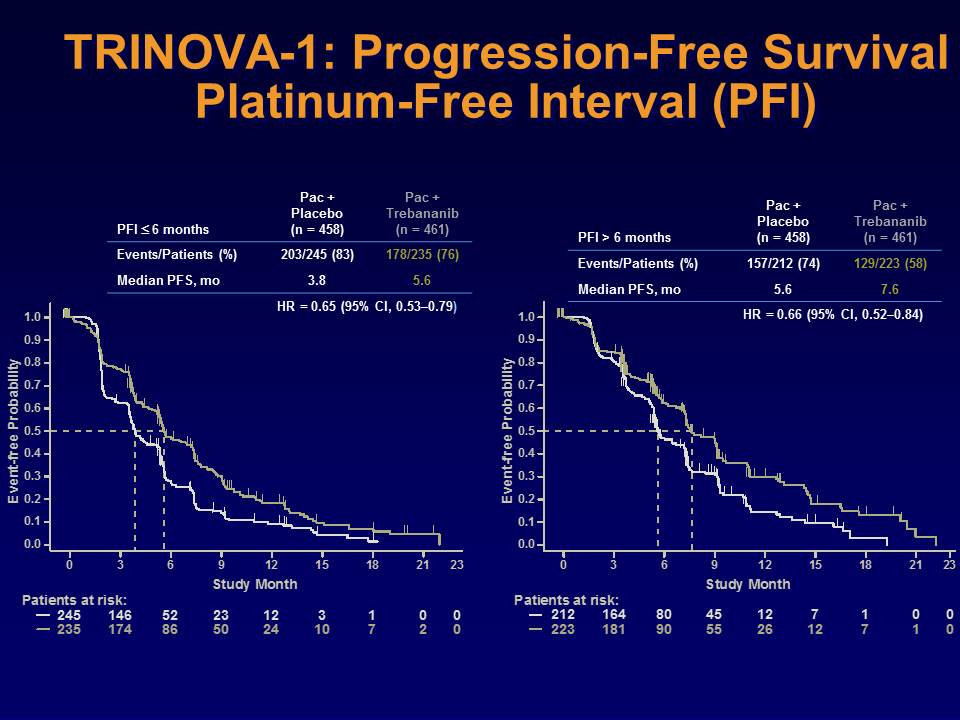 TRINOVA-1: Progression-Free Survival
Platinum-Free Interval (PFI)
Pac +
Placebo
(n = 458)
Pac +
Trebananib
(n = 461)
PFI ≤ 6 months
Events/Patients (%) 203/245 (83) 178/235 (76)
Median PFS, mo 3.8 5.6
HR = 0.65 (95% CI, 0.53–0.79)
Event-free Probability
1.0
0.9
0.8
0.7
0.6
0.5
0.4
0.3
0.2
0.1
0.0
0 3 6 9 12 15 18 21 23
Study Month
Patients at risk:
245 146 52 23 12 3 1 0 0
235 174 86 50 24 10 7 2 0
Pac +
Placebo
(n = 458)
Pac +
Trebananib
(n = 461)
PFI > 6 months
Events/Patients (%) 157/212 (74) 129/223 (58)
Median PFS, mo 5.6 7.6
HR = 0.66 (95% CI, 0.52–0.84)
Event-free Probability
1.0
0.9
0.8
0.7
0.6
0.5
0.4
0.3
0.2
0.1
0.0
0 3 6 9 12 15 18 21 23
Study Month
Patients at risk:
212 164 80 45 12 7 1 0 0
223 181 90 55 26 12 7 1 0